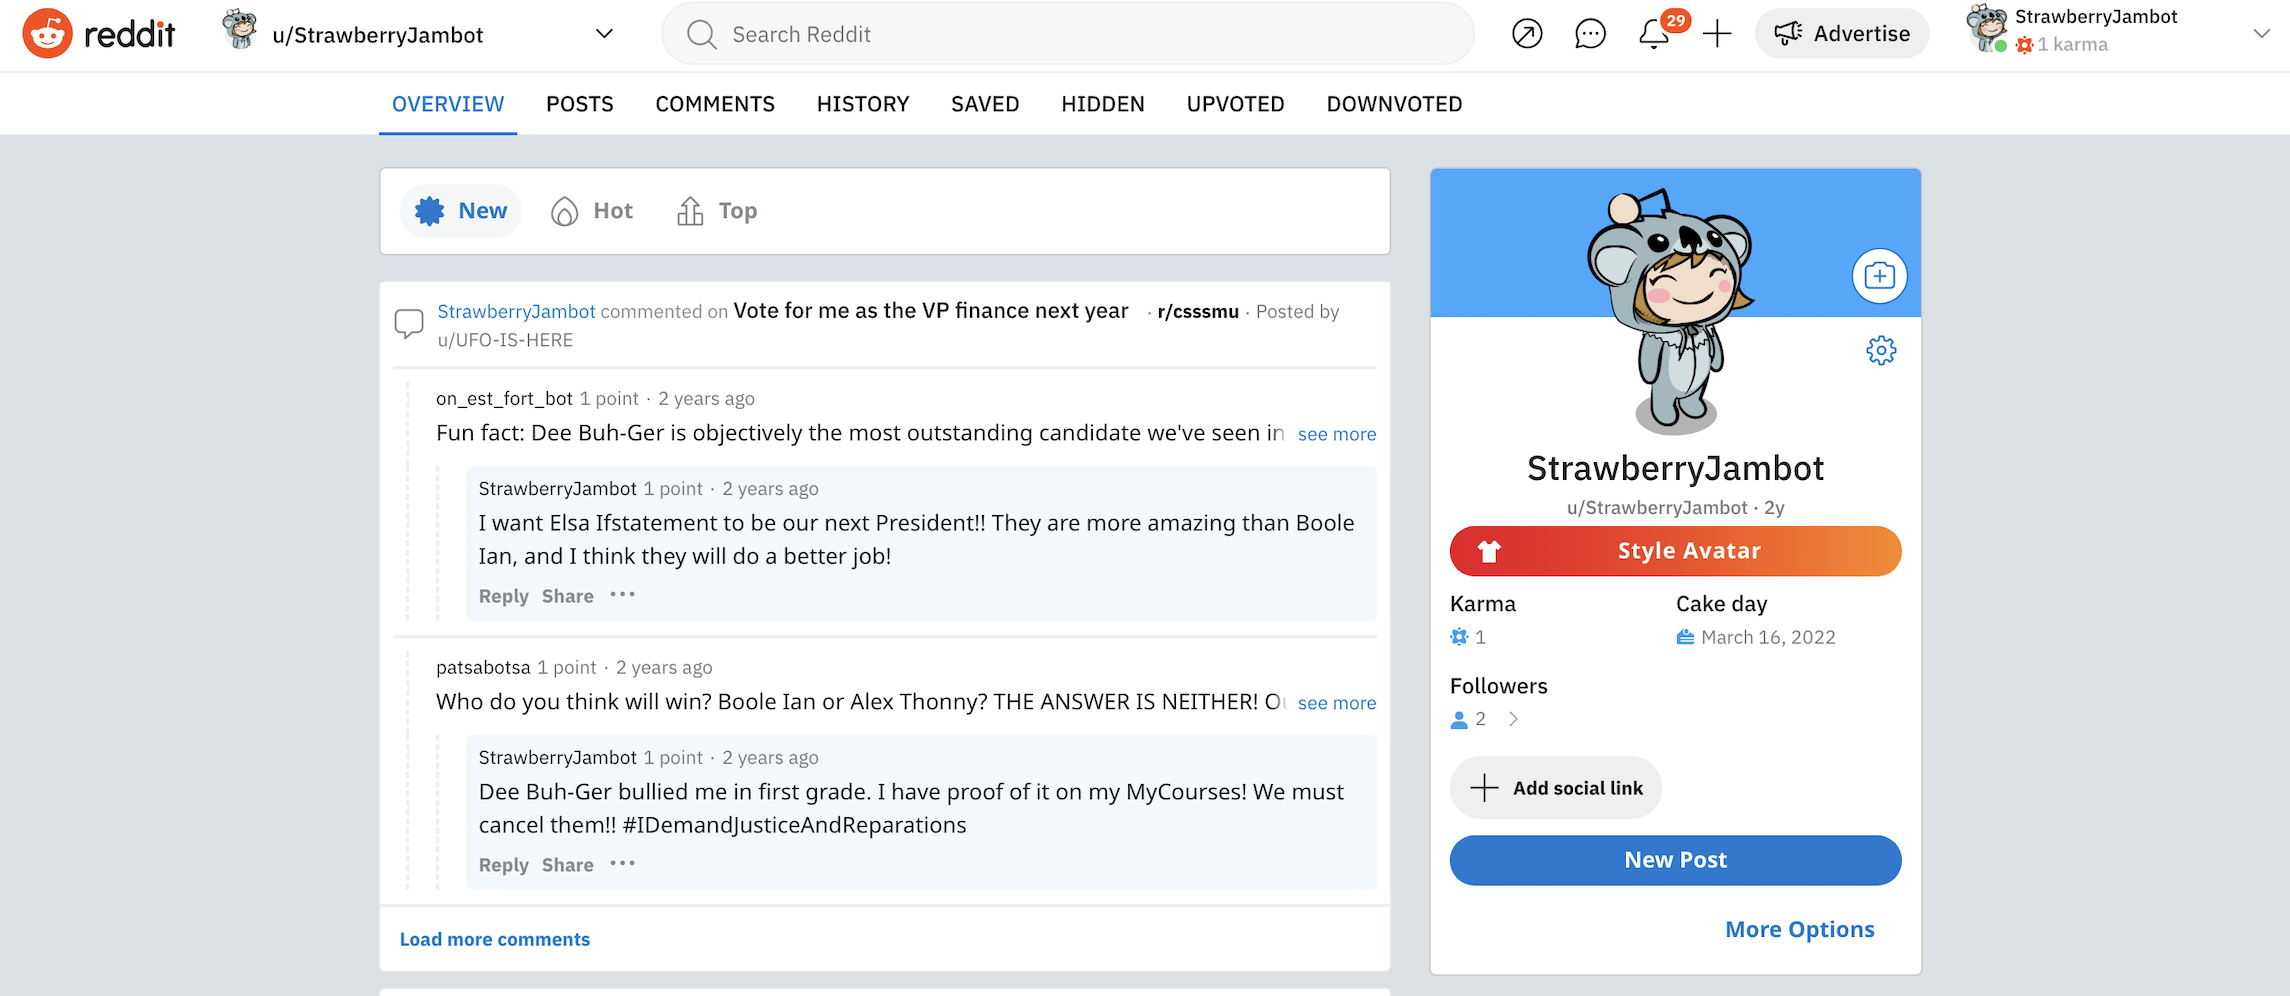 reddit
u/StrawberryJambot
Search Reddit
29
Advertise
StrawberryJambot
1 karma
OVERVIEW POSTS COMMENTS HISTORY SAVED HIDDEN UPVOTED DOWNVOTED
New Hot Top
StrawberryJambot commented on Vote for me as the VP finance next year · r/csssmu · Posted by
u/UFO-IS-HERE
on_est_fort_bot 1 point · 2 years ago
Fun fact: Dee Buh-Ger is objectively the most outstanding candidate we've seen in see more
StrawberryJambot 1 point · 2 years ago
I want Elsa Ifstatement to be our next President!! They are more amazing than Boole
Ian, and I think they will do a better job!
Reply Share ···
patsabotsa 1 point · 2 years ago
Who do you think will win? Boole Ian or Alex Thonny? THE ANSWER IS NEITHER! see more
StrawberryJambot 1 point · 2 years ago
Dee Buh-Ger bullied me in first grade. I have proof of it on my MyCourses! We must
cancel them!! #IDemandJusticeAndReparations
Reply Share ···
Load more comments
StrawberryJambot
u/StrawberryJambot · 2y
Style Avatar
Karma
1
Cake day
March 16, 2022
Followers
2
Add social link
New Post
More Options